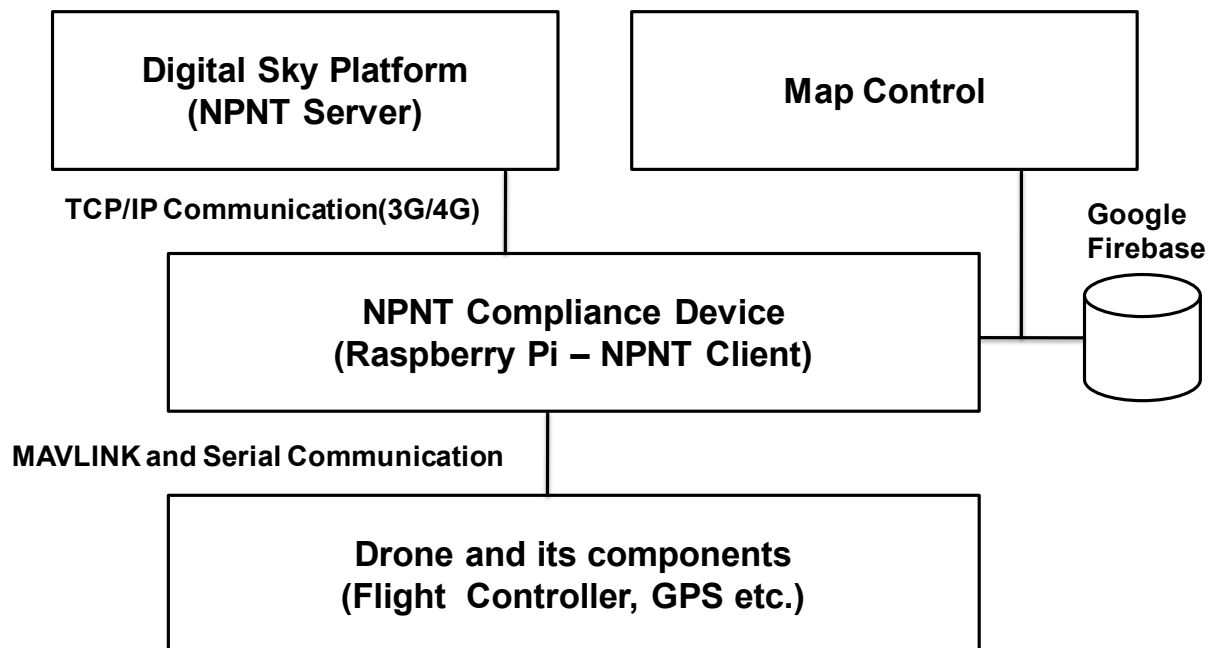 Digital Sky Platform
(NPNT Server)
Map Control
TCP/IP Communication(3G/4G)
Google
Firebase
NPNT Compliance Device
(Raspberry Pi – NPNT Client)
MAVLINK and Serial Communication
Drone and its components
(Flight Controller, GPS etc.)